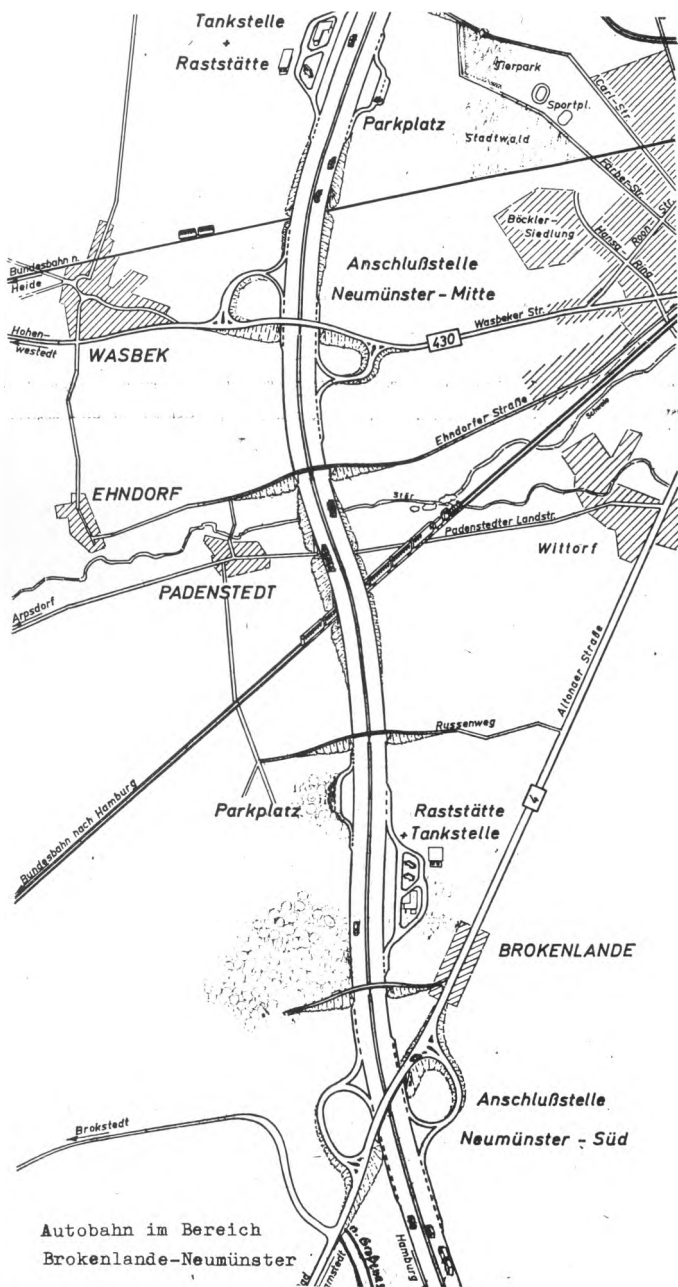 Tankstelle
+
Raststätte
Tierpark
Sportpl.
Carl-Str.
Parkplatz
Stadtwald
Färber-Str.
Roon-Str.
Böckler-
Siedlung
Hansa-
Ring
Bundesbahn n.
Heide
Anschlußstelle
Neumünster-Mitte
Hohen-
westedt
WASBEK
430
Wasbeker Str.
Ehndorfer Straße
Schwale
EHNDORF
Stör
Padenstedter Landstr.
Wittorf
PADENSTEDT
Arpsdorf
Altonaer Straße
Russenweg
Bundesbahn nach Hamburg
Parkplatz
4
Raststätte
+Tankstelle
BROKENLANDE
Anschlußstelle
Neumünster - Süd
Brokstedt
Autobahn im Bereich
Brokenlande-Neumünster
Hamburg